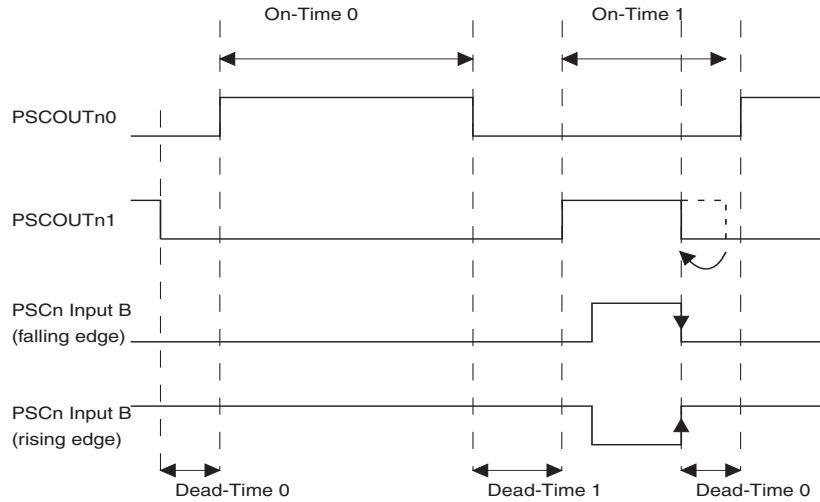 On-Time 0
On-Time 1
PSCOUTn0
PSCOUTn1
PSCn Input B
(falling edge)
PSCn Input B
(rising edge)
Dead-Time 0
Dead-Time 1
Dead-Time 0